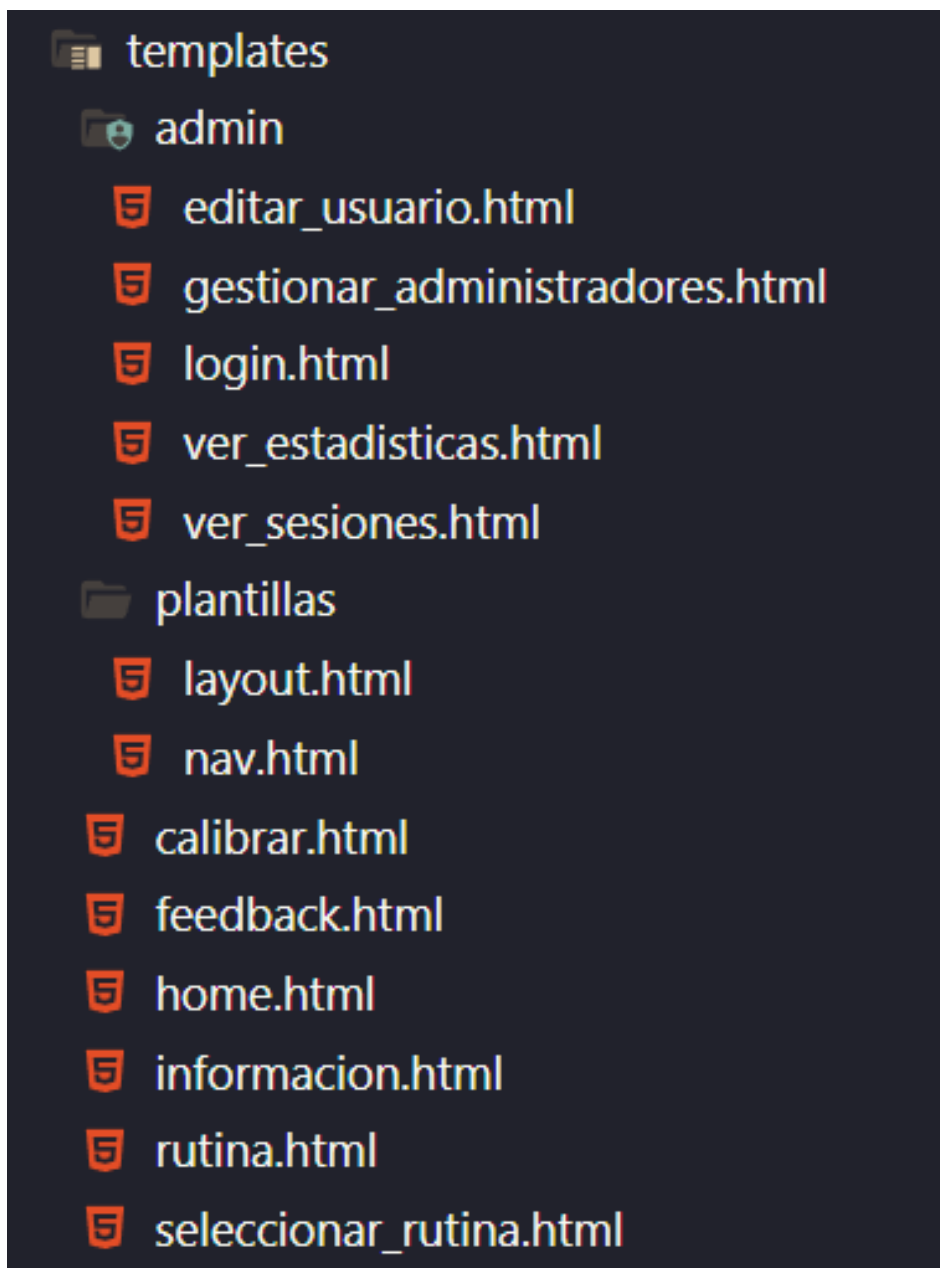 templates
admin
editar_usuario.html
gestionar_administradores.html
login.html
ver_estadisticas.html
ver_sesiones.html
plantillas
layout.html
nav.html
calibrar.html
feedback.html
home.html
informacion.html
rutina.html
seleccionar_rutina.html